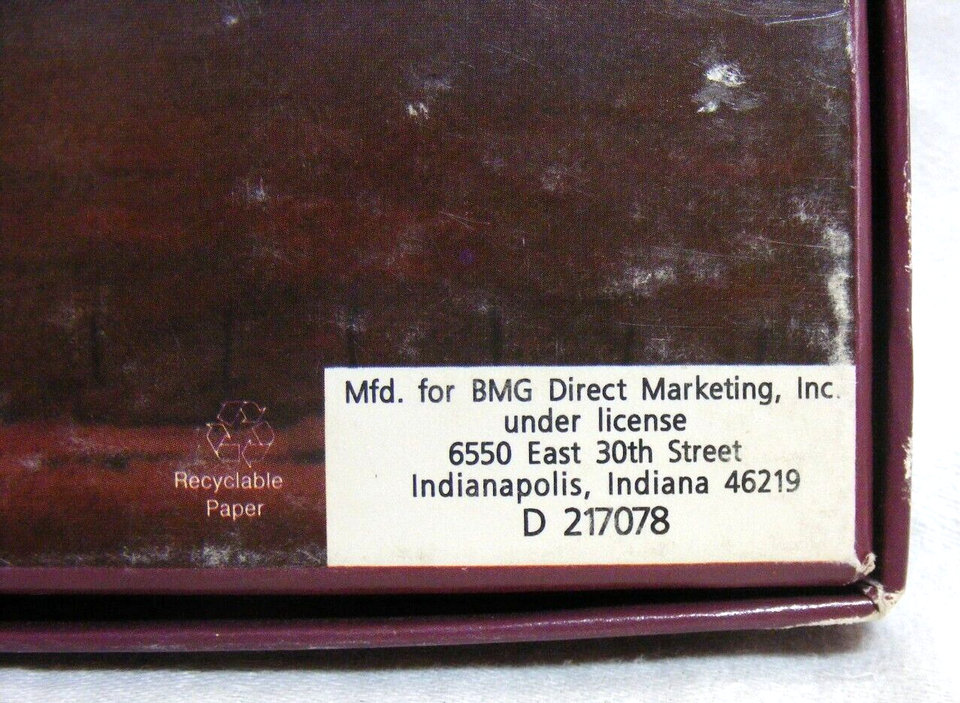 Mfd. for BMG Direct Marketing, Inc.
under license
6550 East 30th Street
Indianapolis, Indiana 46219
D 217078
Recyclable
Paper